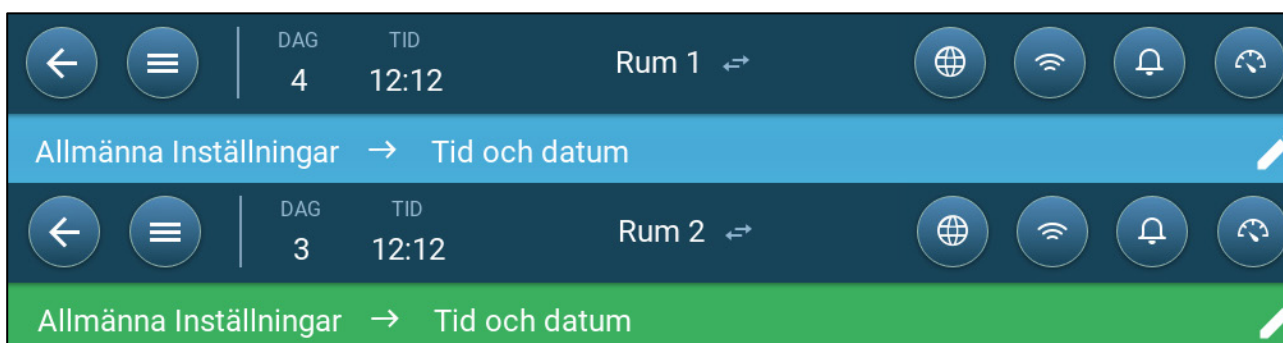 DAG TID
4 12:12 Rum 1
Allmänna Inställningar → Tid och datum
DAG TID
3 12:12 Rum 2
Allmänna Inställningar → Tid och datum